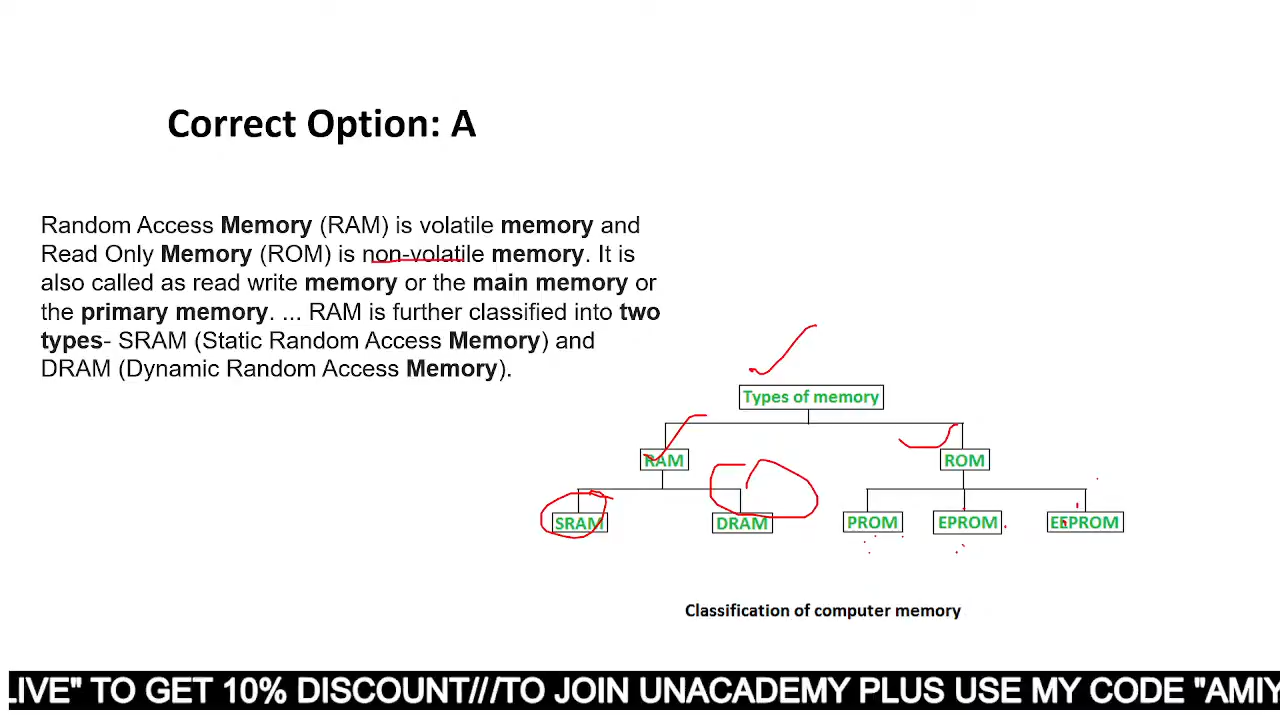 Correct Option: A
Random Access Memory (RAM) is volatile memory and
Read Only Memory (ROM) is non-volatile memory. It is
also called as read write memory or the main memory or
the primary memory. ... RAM is further classified into two
types- SRAM (Static Random Access Memory) and
DRAM (Dynamic Random Access Memory).
Types of memory
RAM
ROM
SRAM
DRAM
PROM
EPROM
EEPROM
Classification of computer memory
LIVE" TO GET 10% DISCOUNT///TO JOIN UNACADEMY PLUS USE MY CODE "AMIY